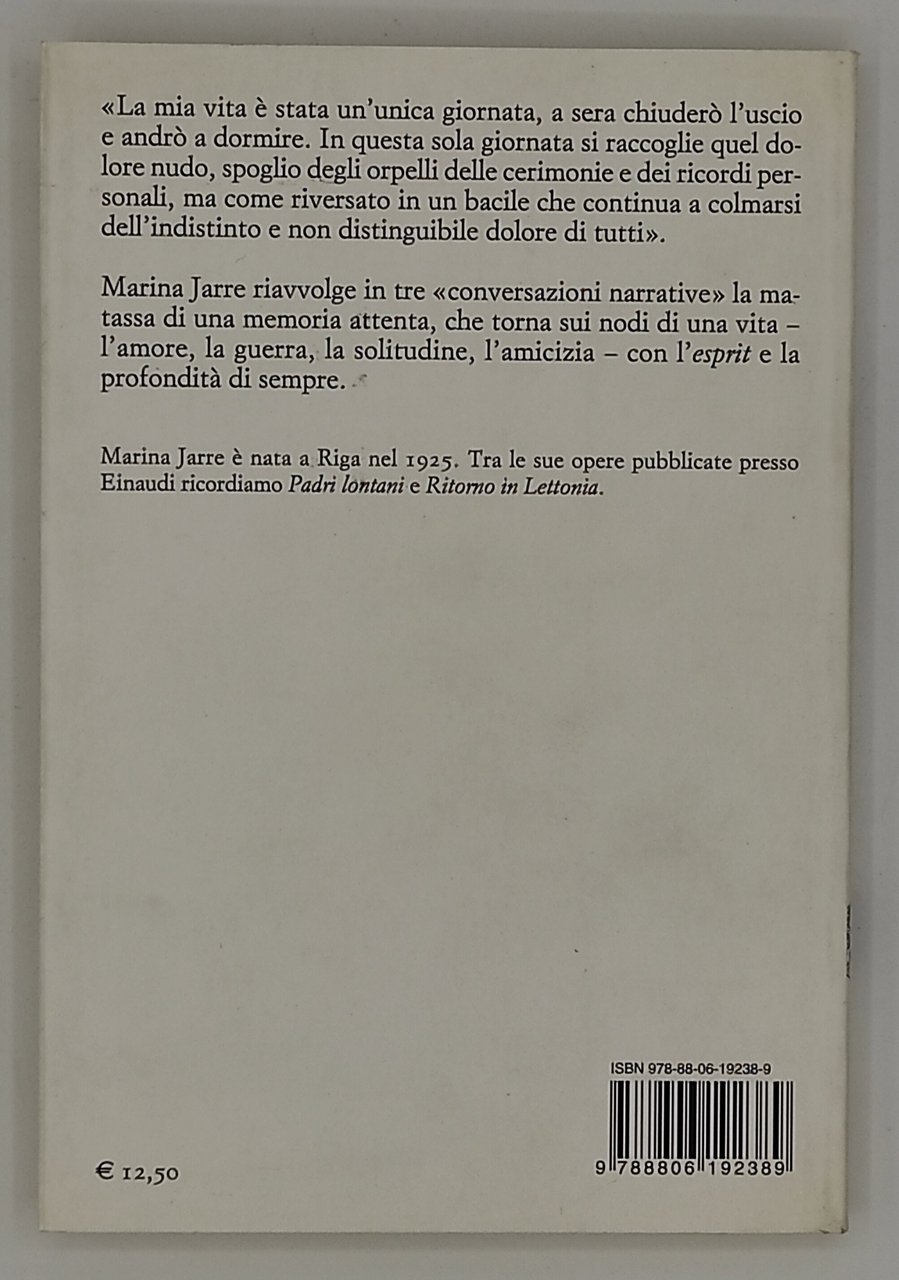 «La mia vita è stata un'unica giornata, a sera chiuderò l'uscio
e andrò a dormire. In questa sola giornata si raccoglie quel do-
lore nudo, spoglio degli orpelli delle cerimonie e dei ricordi per-
sonali, ma come riversato in un bacile che continua a colmarsi
dell'indistinto e non distinguibile dolore di tutti».
Marina Jarre riavvolge in tre «conversazioni narrative» la ma-
tassa di una memoria attenta, che torna sui nodi di una vita –
l'amore, la guerra, la solitudine, l'amicizia – con l'esprit e la
profondità di sempre.
Marina Jarre è nata a Riga nel 1925. Tra le sue opere pubblicate presso
Einaudi ricordiamo Padri lontani e Ritorno in Lettonia.
ISBN 978-88-06-19238-9
9 788806 192389
€ 12,50